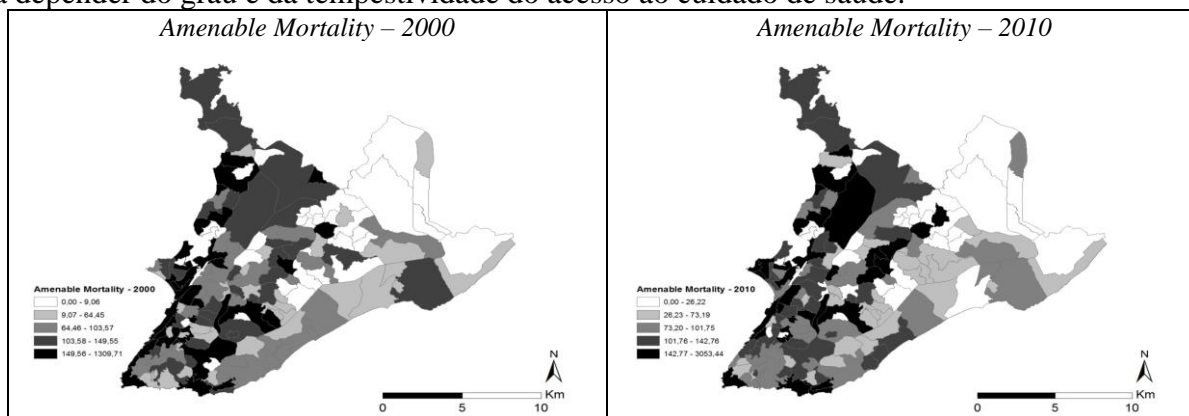 a depender do grau e da tempestividade do acesso ao cuidado de saúde.
Amenable Mortality – 2000
Amenable Mortality - 2000
0,00 - 9,06
9,07 - 64,45
64,46 - 103,57
103,58 - 149,55
149,56 - 1309,71
N
Km
0 5 10
Amenable Mortality – 2010
Amenable Mortality - 2010
0,00 - 26,22
26,23 - 73,19
73,20 - 101,75
101,76 - 142,76
142,77 - 3053,44
N
Km
0 5 10